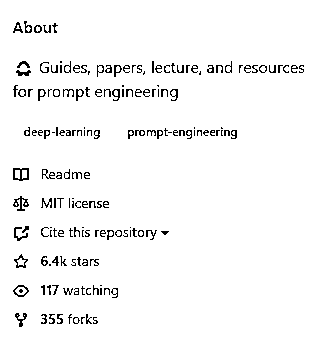 About
Guides, papers, lecture, and resources
for prompt engineering
deep-learning prompt-engineering
Readme
MIT license
Cite this repository
6.4k stars
117 watching
355 forks